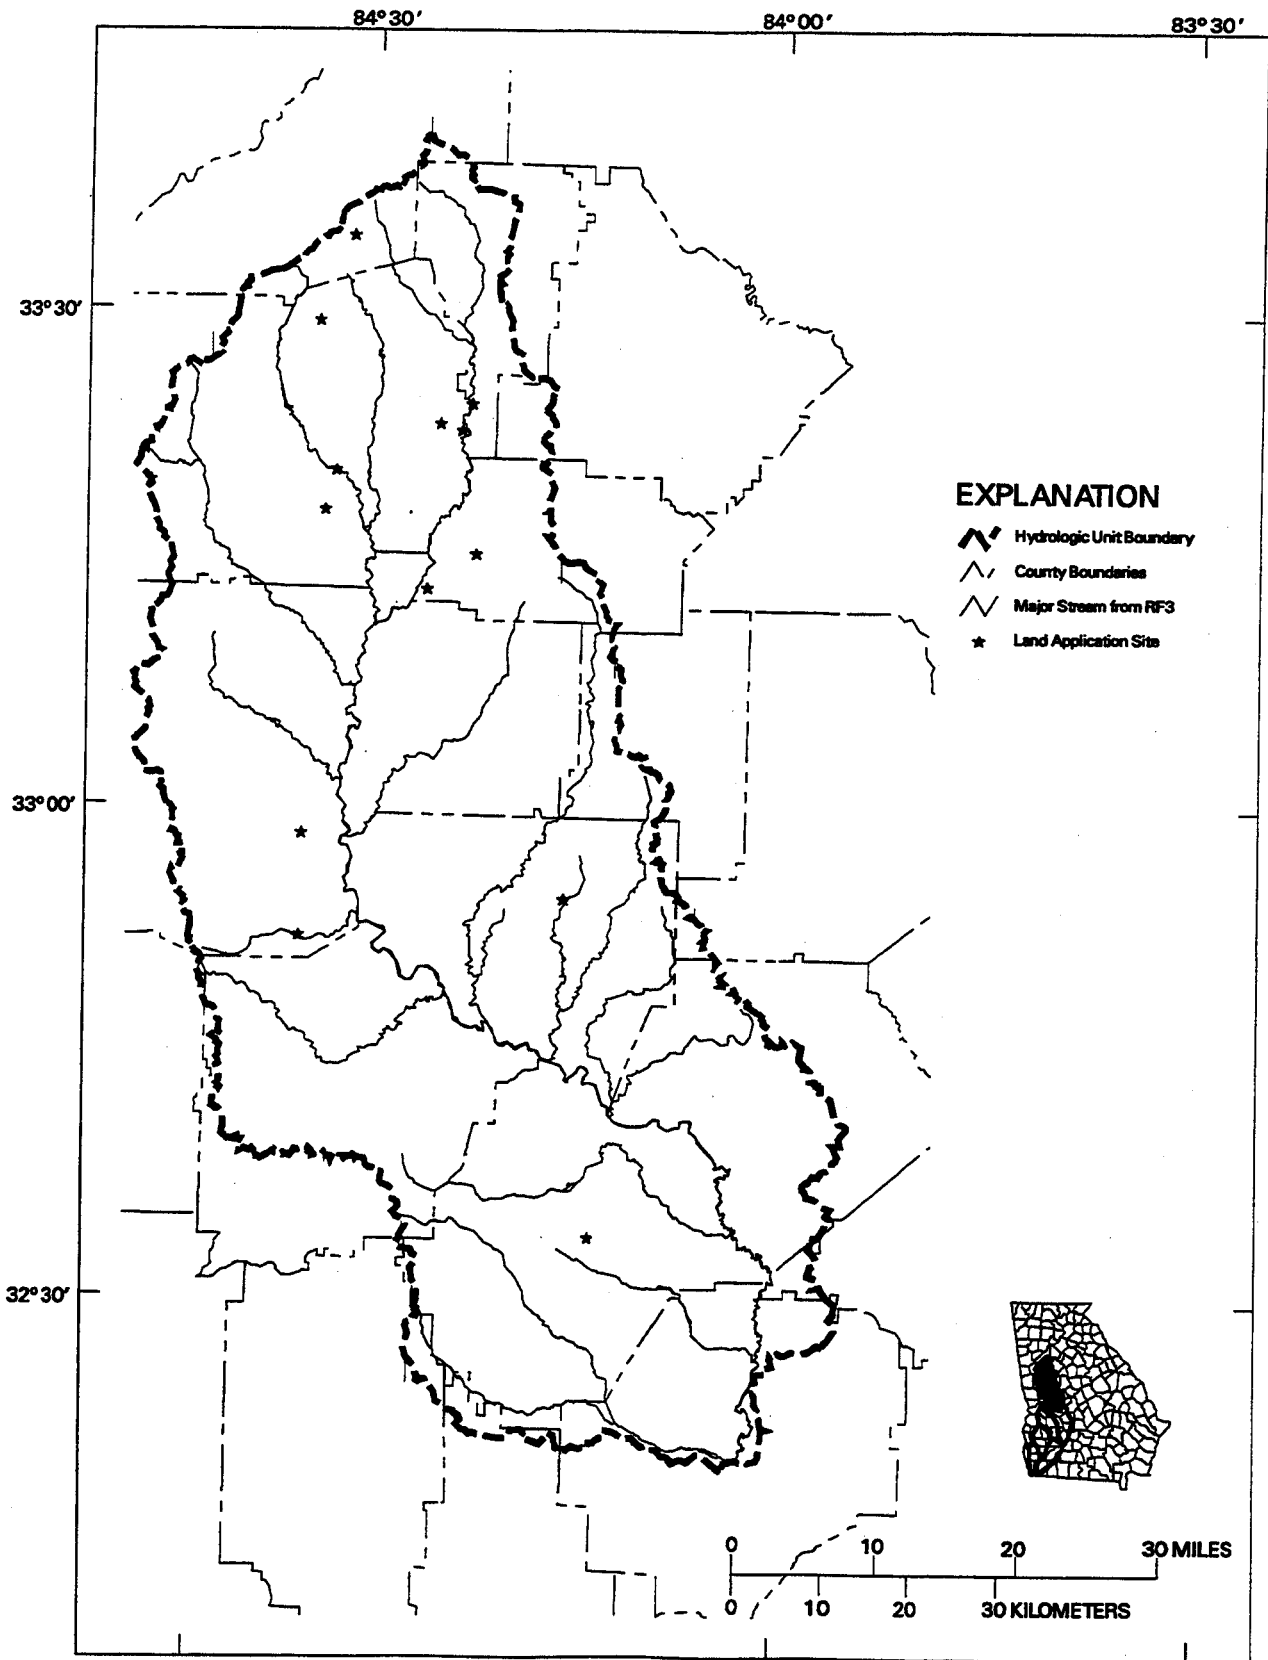 84°30′ 84°00′ 83°30′
33°30′
EXPLANATION
Hydrologic Unit Boundary
County Boundaries
Major Stream from RF3
Land Application Site
33°00′
32°30′
0 10 20 30 MILES
0 10 20 30 KILOMETERS